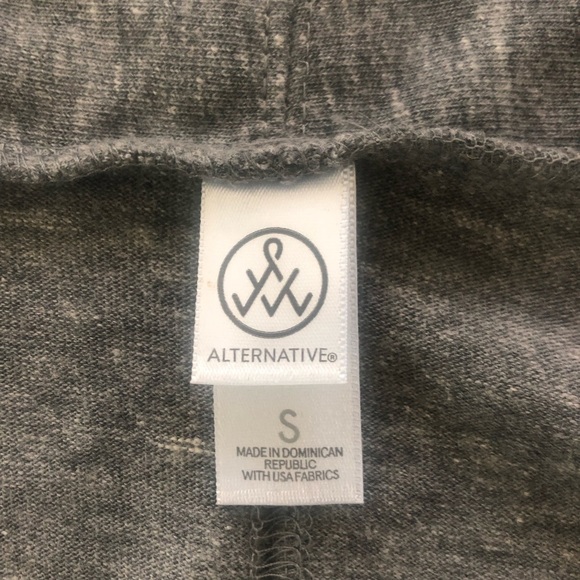 ALTERNATIVE®
S
MADE IN DOMINICAN
REPUBLIC
WITH USA FABRICS